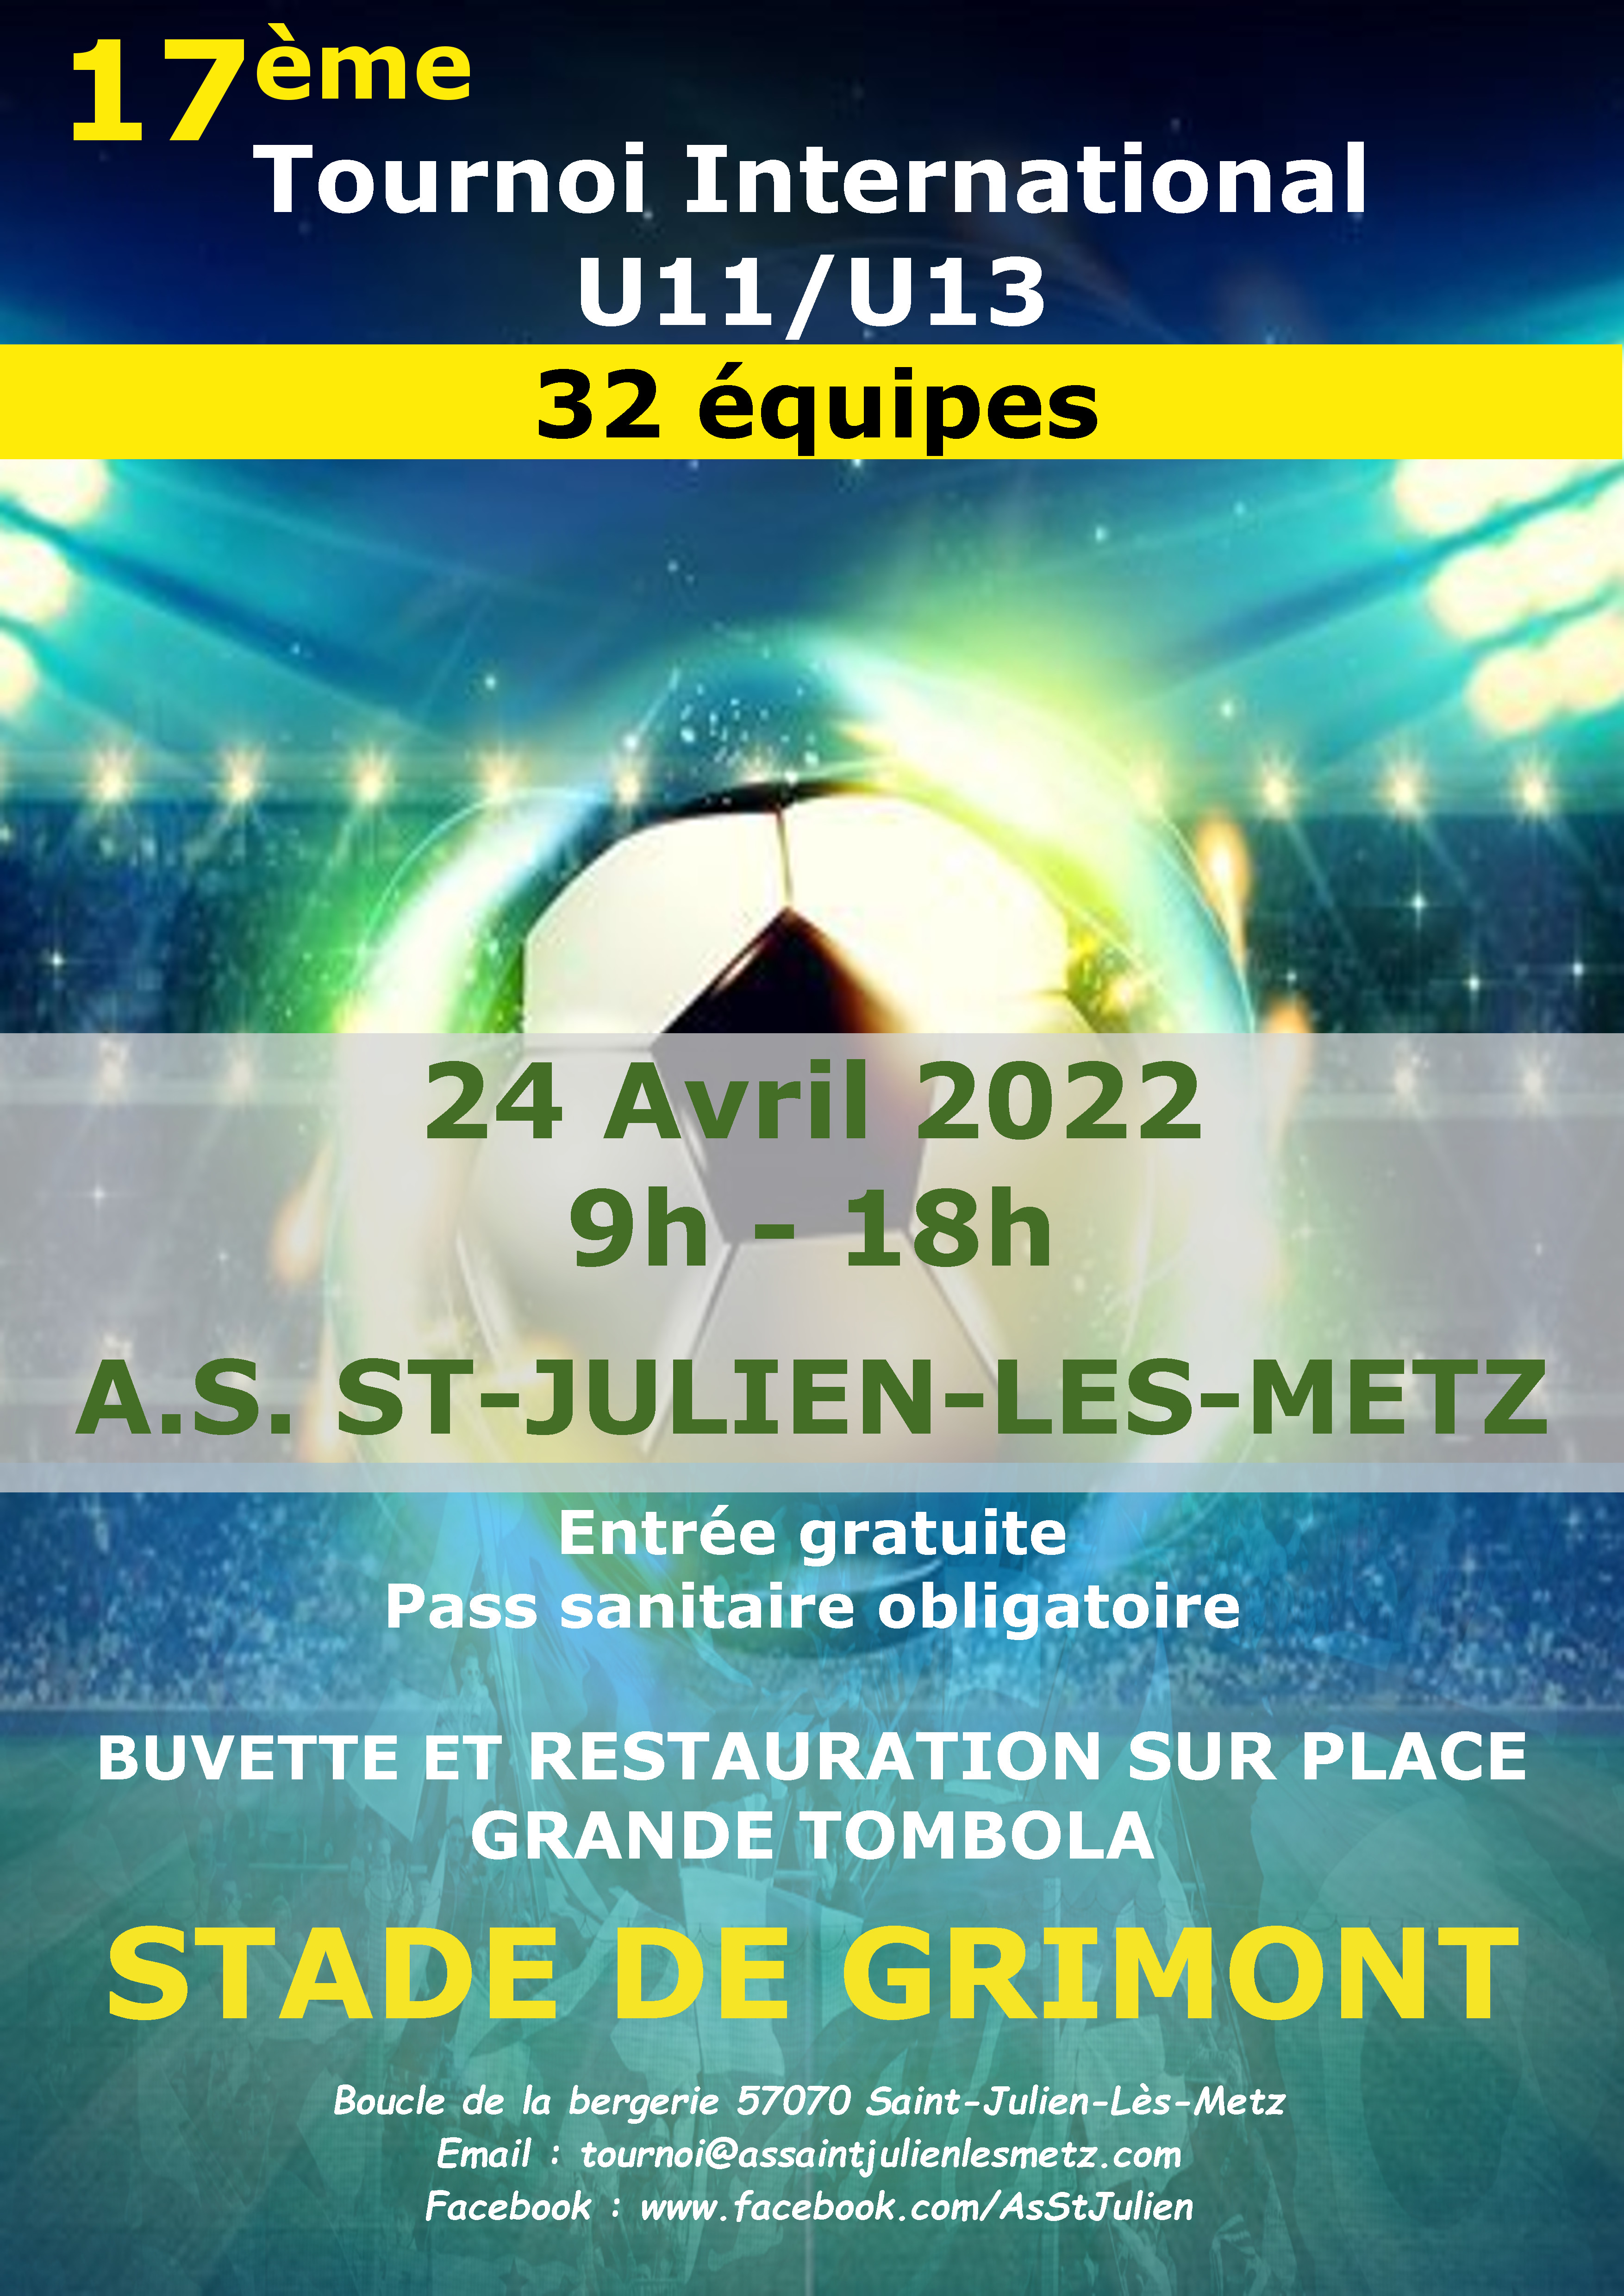 17ème
Tournoi International
U11/U13
32 équipes
24 Avril 2022
9h - 18h
A.S. ST-JULIEN-LES-METZ
Entrée gratuite
Pass sanitaire obligatoire
BUVETTE ET RESTAURATION SUR PLACE
GRANDE TOMBOLA
STADE DE GRIMONT
Boucle de la bergerie 57070 Saint-Julien-Lès-Metz
Email : tournoi@assaintjulienlesmetz.com
Facebook : www.facebook.com/AsStJulien